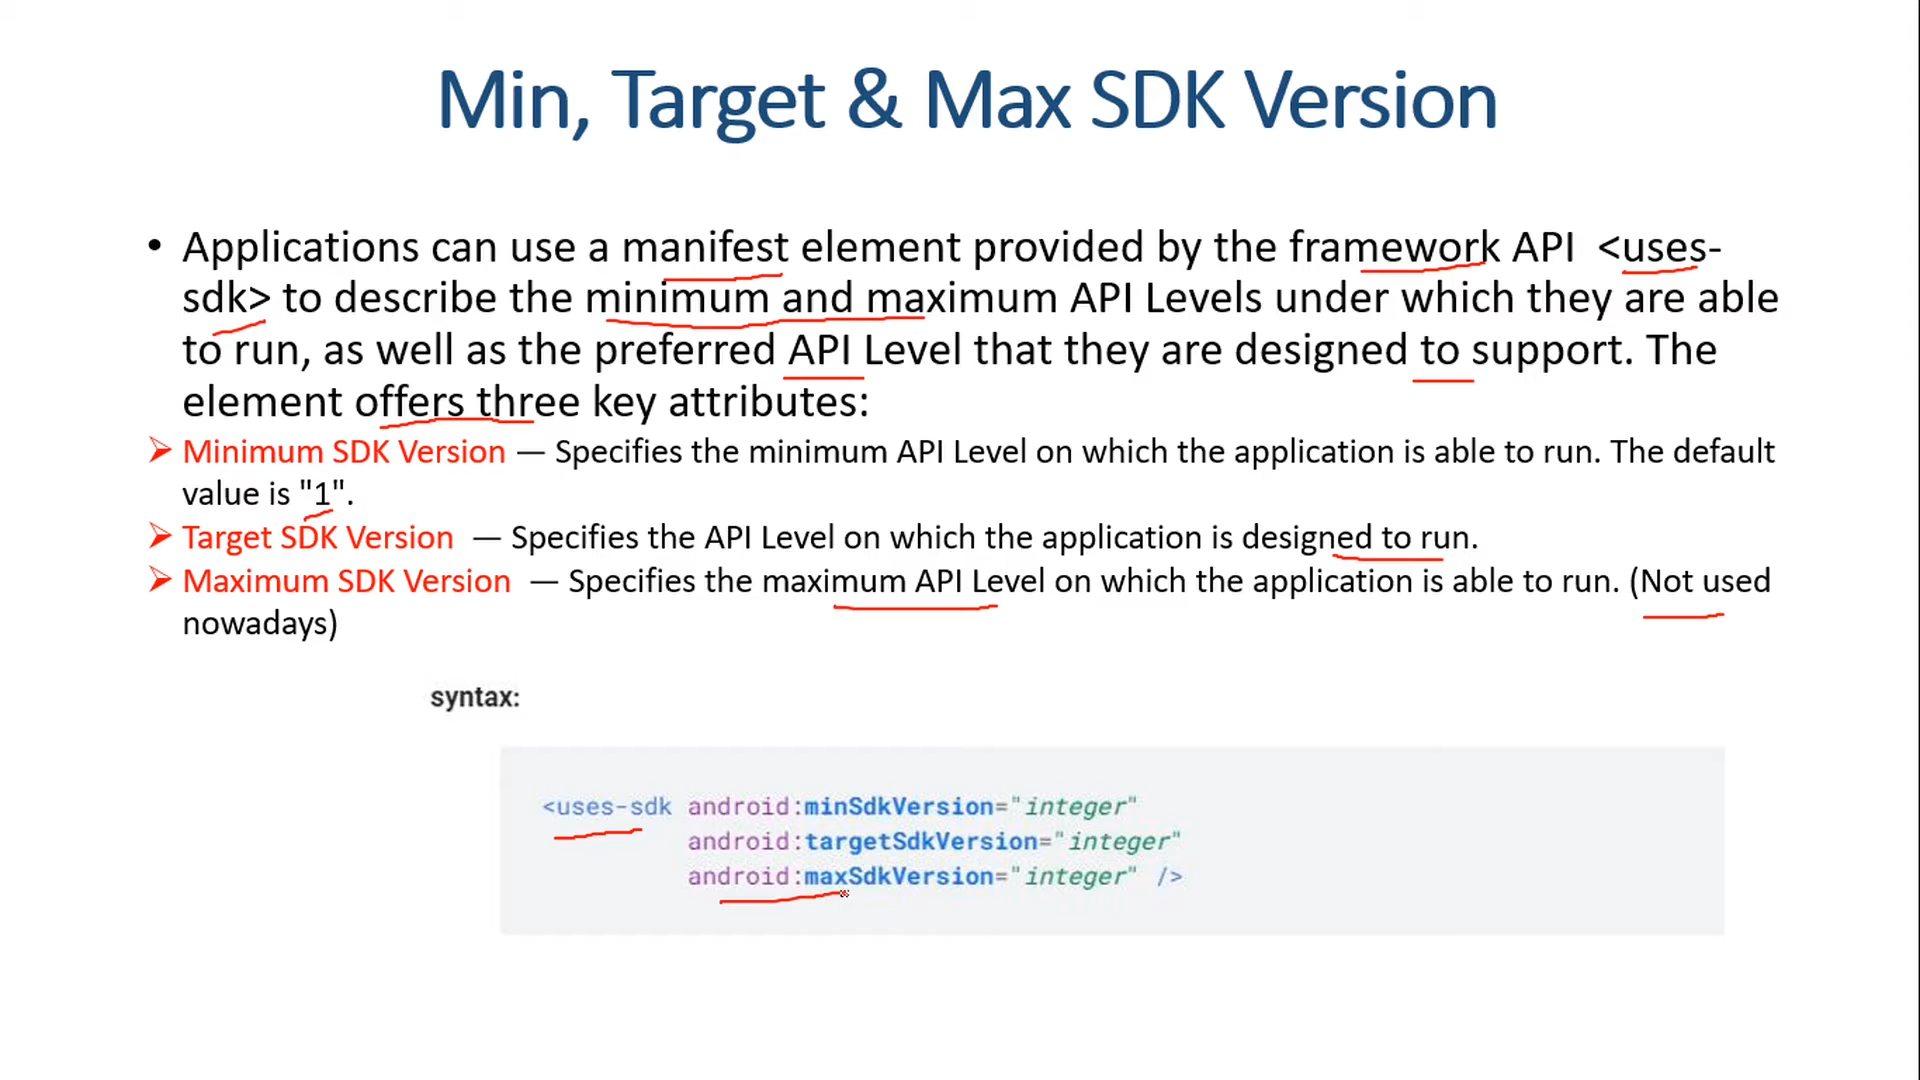 Min, Target & Max SDK Version
• Applications can use a manifest element provided by the framework API <uses-
sdk> to describe the minimum and maximum API Levels under which they are able
to run, as well as the preferred API Level that they are designed to support. The
element offers three key attributes:
➢ Minimum SDK Version — Specifies the minimum API Level on which the application is able to run. The default
value is "1".
➢ Target SDK Version — Specifies the API Level on which the application is designed to run.
➢ Maximum SDK Version — Specifies the maximum API Level on which the application is able to run. (Not used
nowadays)
syntax:
<uses-sdk android:minSdkVersion="integer"
android:targetSdkVersion="integer"
android:maxSdkVersion="integer" />